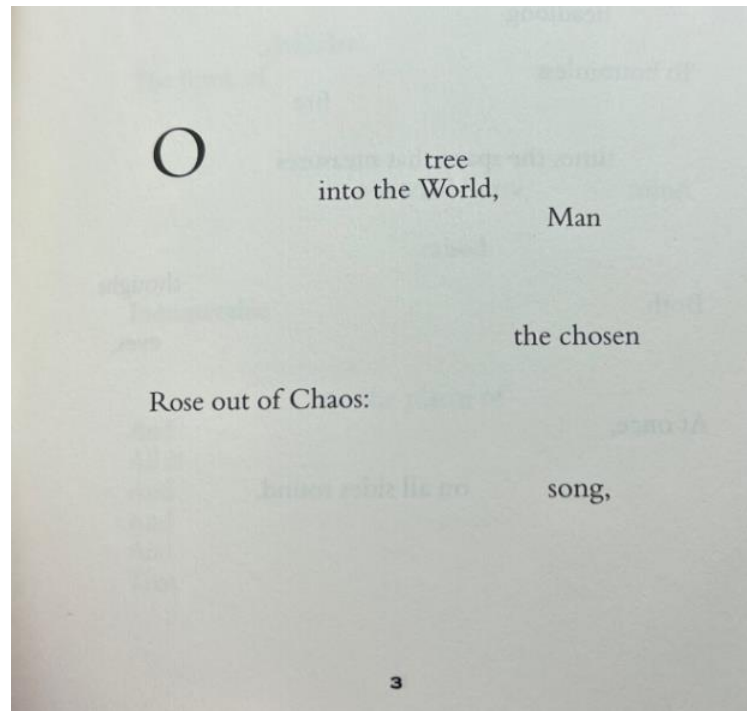 O tree
into the World,
Man
the chosen
Rose out of Chaos:
song,
3